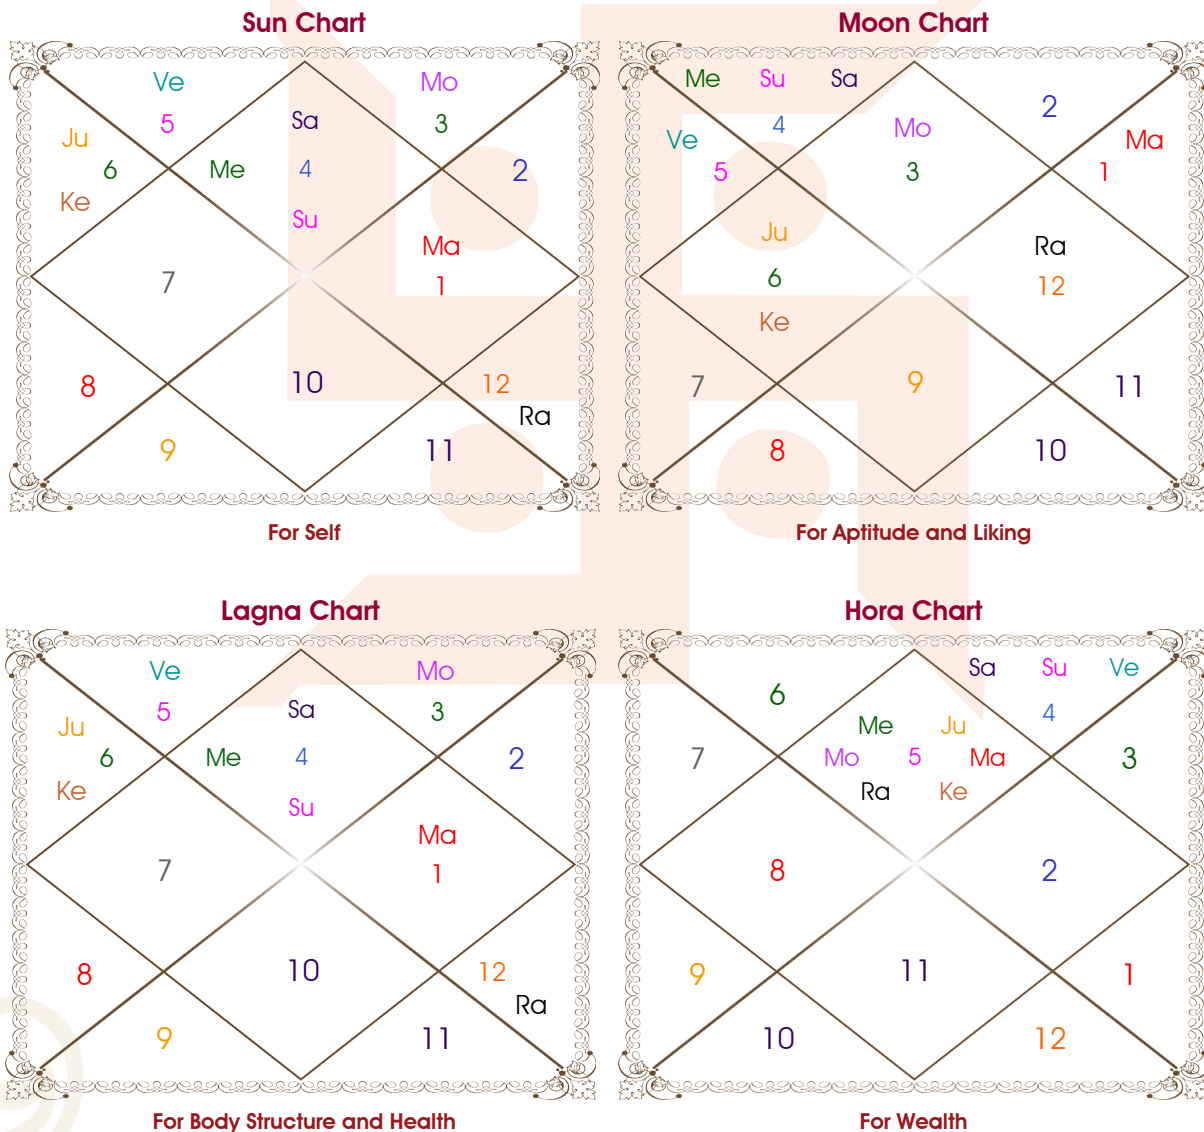 Sun Chart
Ve
Mo
5
Sa
3
Ju
6
Me
4
2
Ke
Su
Ma
7
1
8
10
12
Ra
9
11
For Self
Moon Chart
Me Su Sa
2
4
Mo
Ve
Ma
5
3
1
Ju
Ra
6
12
Ke
7
9
11
8
10
For Aptitude and Liking
Lagna Chart
Ve
Mo
5
Sa
3
Ju
6
Me
4
2
Ke
Su
Ma
7
1
8
10
12
Ra
9
11
For Body Structure and Health
Hora Chart
Sa Su Ve
6
4
Me
Ju
7
Mo
5
Ma
3
Ra
Ke
8
2
9
11
1
10
12
For Wealth